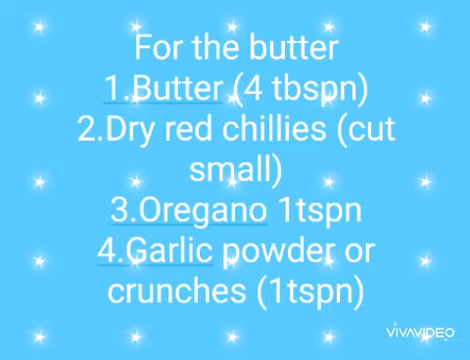 For the butter
1.Butter (4 tbspn)
2.Dry red chillies (cut
small)
3.Oregano 1tspn
4.Garlic powder or
crunches (1tspn)
VIVAVIDEO